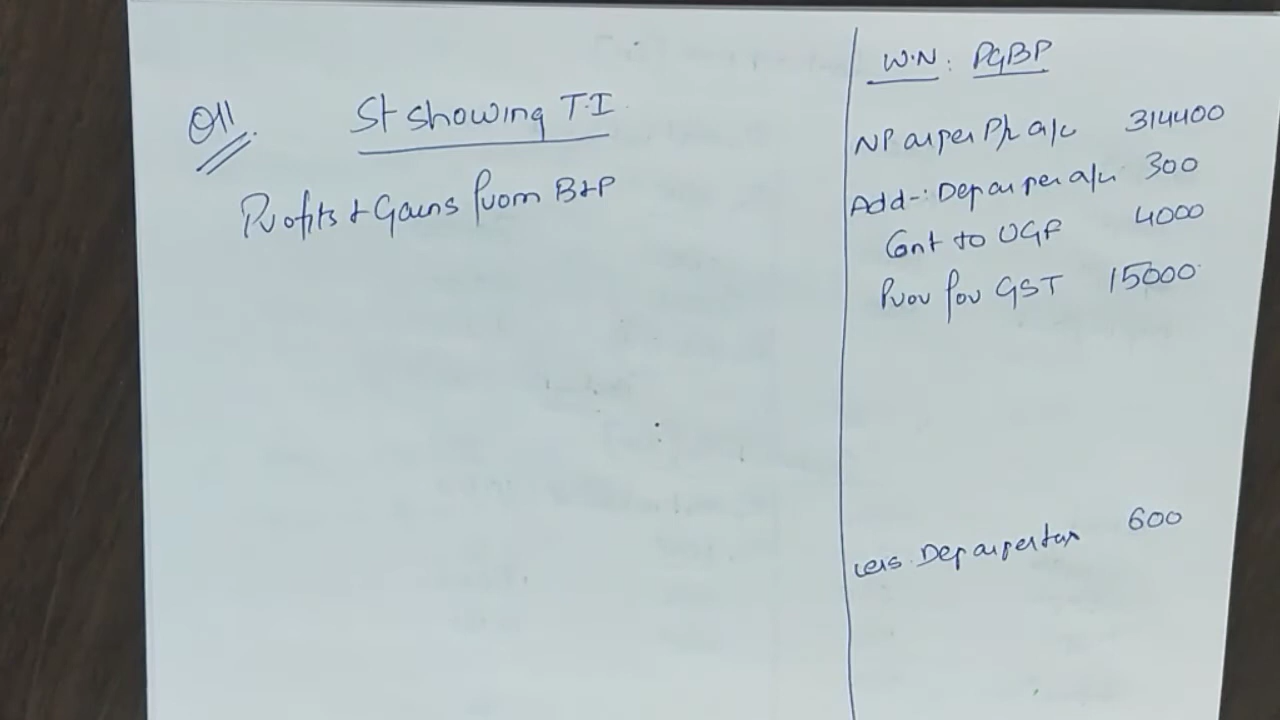 Q11.
St showing T.I
Profits & Gains from B&P
W.N: PGBP
NP as per P/L a/c 314400
Add-: Dep as per a/c 300
Cont to UGF 4000
Prov for GST 15000
Less Dep as per tax 600